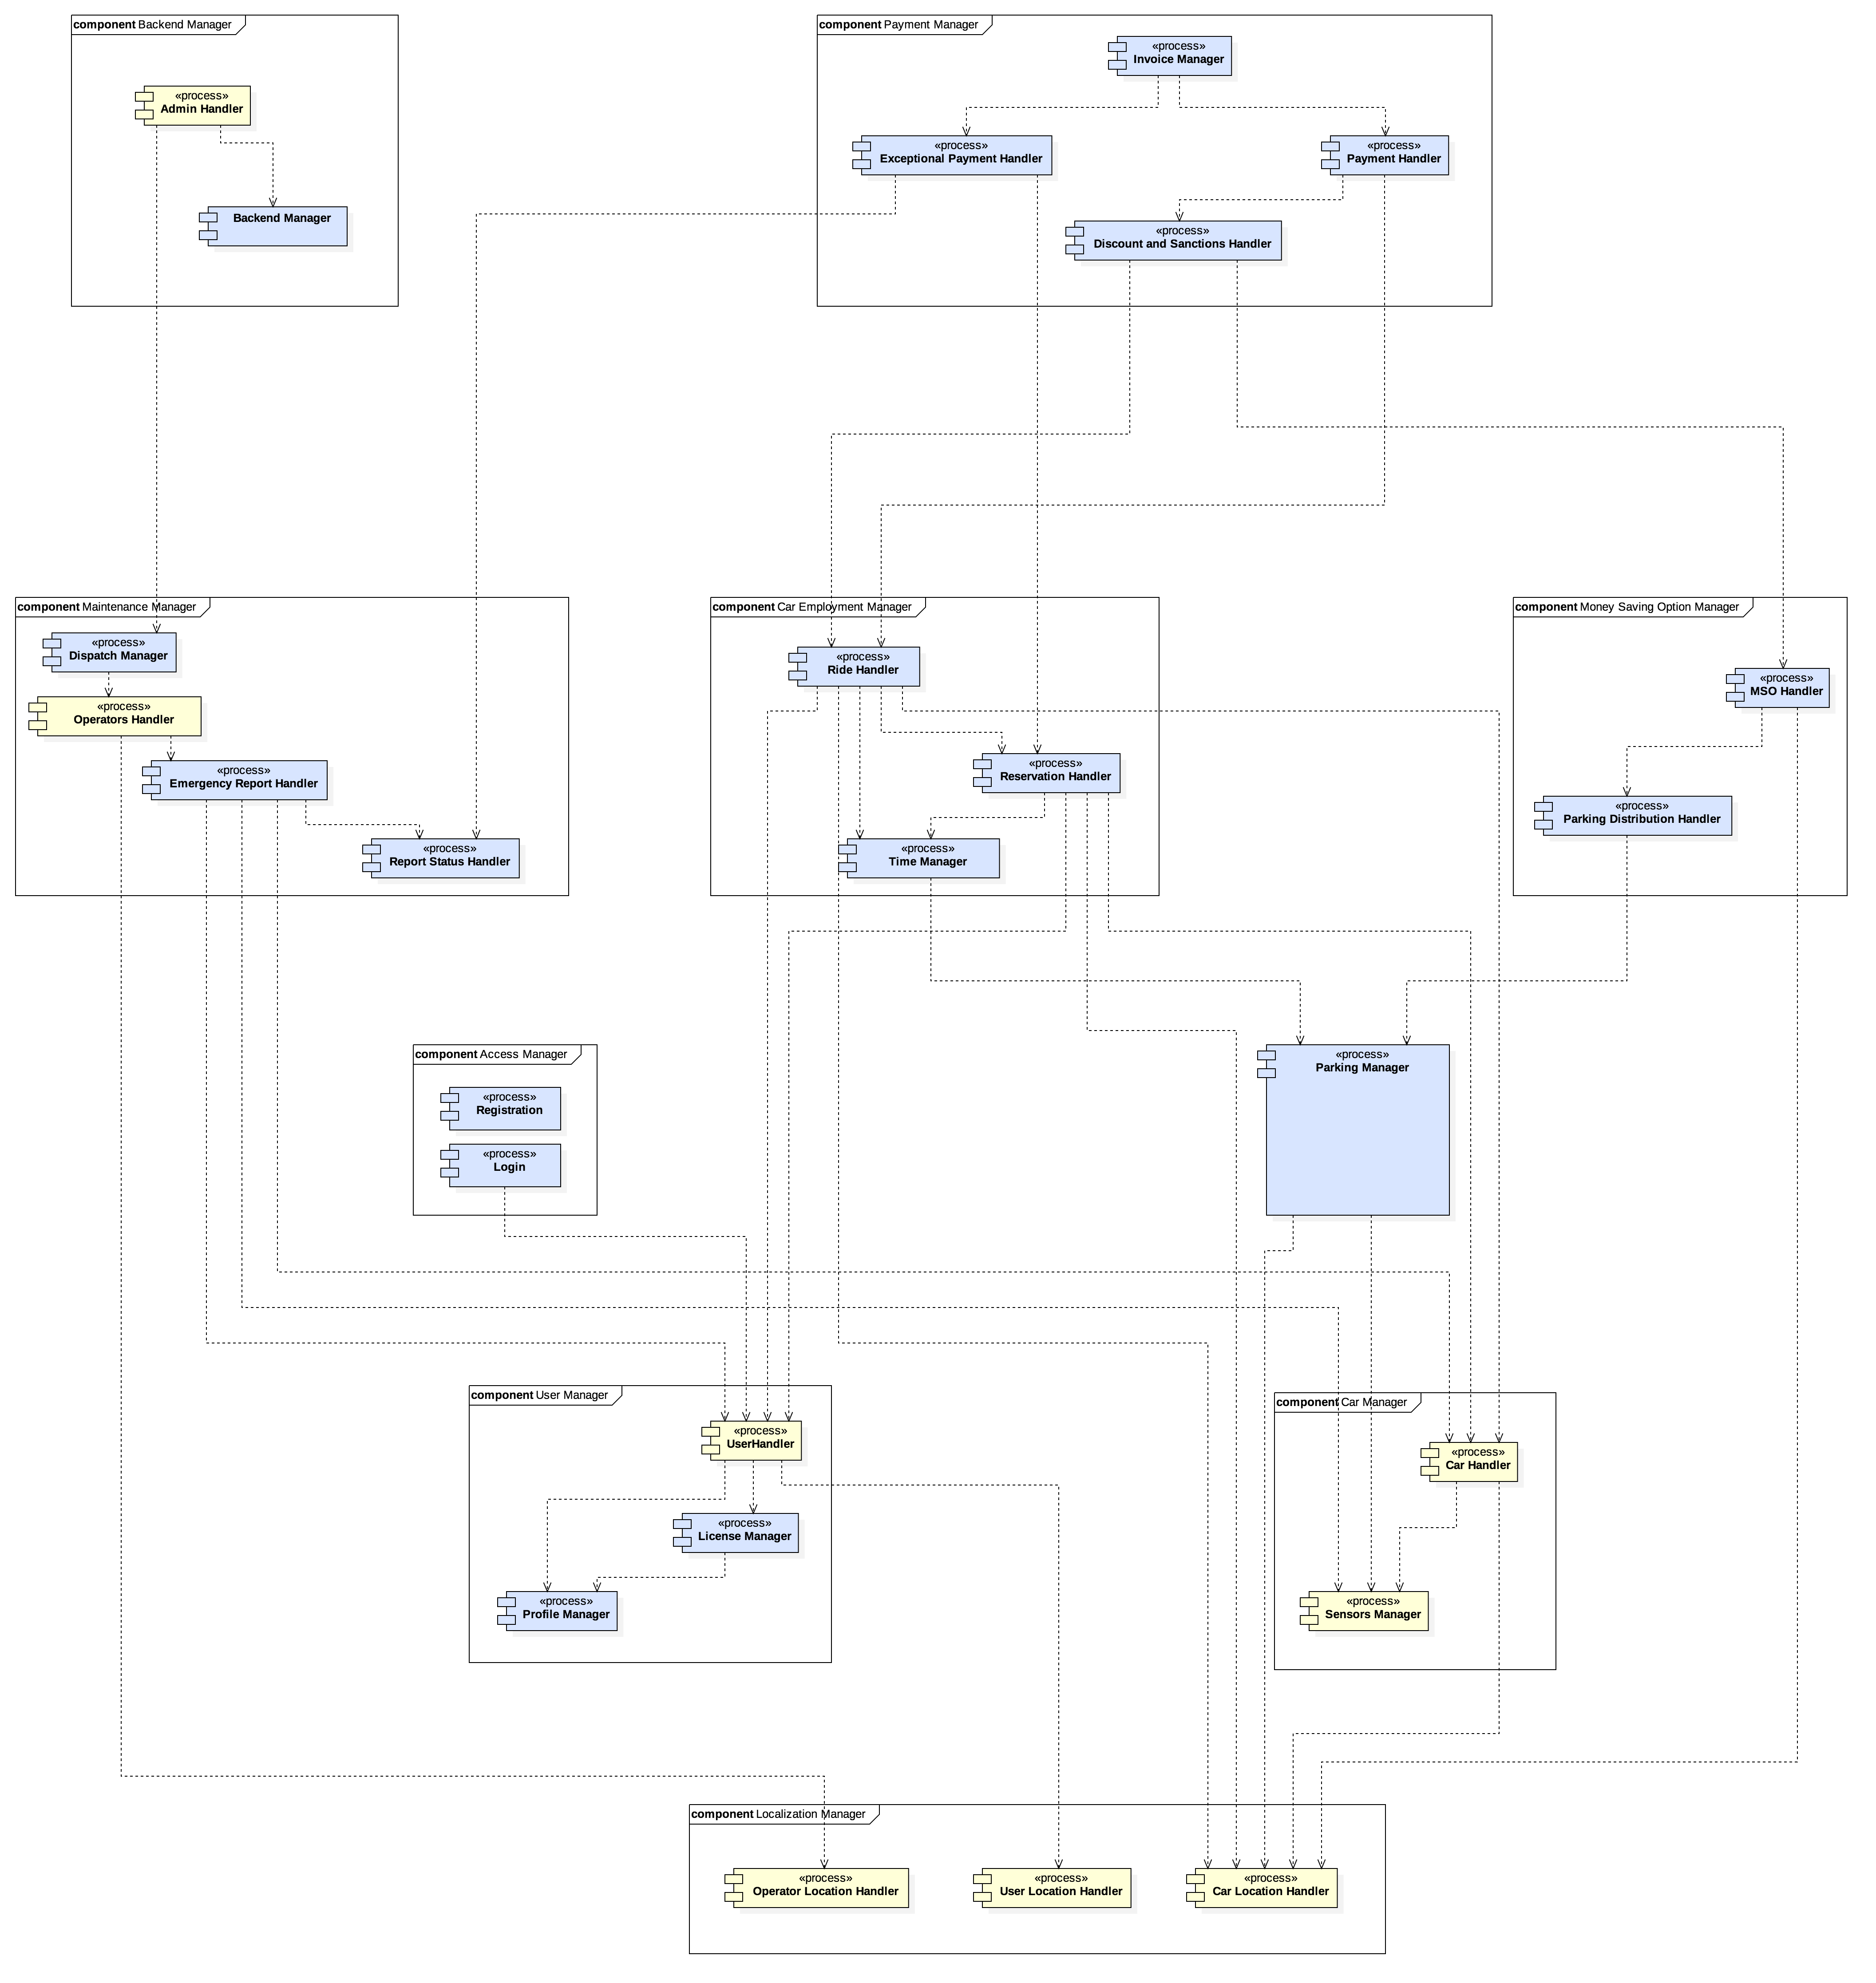 component Backend Manager
«process»
Admin Handler
Backend Manager
component Payment Manager
«process»
Invoice Manager
«process»
Exceptional Payment Handler
«process»
Payment Handler
«process»
Discount and Sanctions Handler
component Maintenance Manager
«process»
Dispatch Manager
«process»
Operators Handler
«process»
Emergency Report Handler
«process»
Report Status Handler
component Car Employment Manager
«process»
Ride Handler
«process»
Reservation Handler
«process»
Time Manager
component Money Saving Option Manager
«process»
MSO Handler
«process»
Parking Distribution Handler
component Access Manager
«process»
Registration
«process»
Login
«process»
Parking Manager
component User Manager
«process»
UserHandler
«process»
License Manager
«process»
Profile Manager
component Car Manager
«process»
Car Handler
«process»
Sensors Manager
component Localization Manager
«process»
Operator Location Handler
«process»
User Location Handler
«process»
Car Location Handler